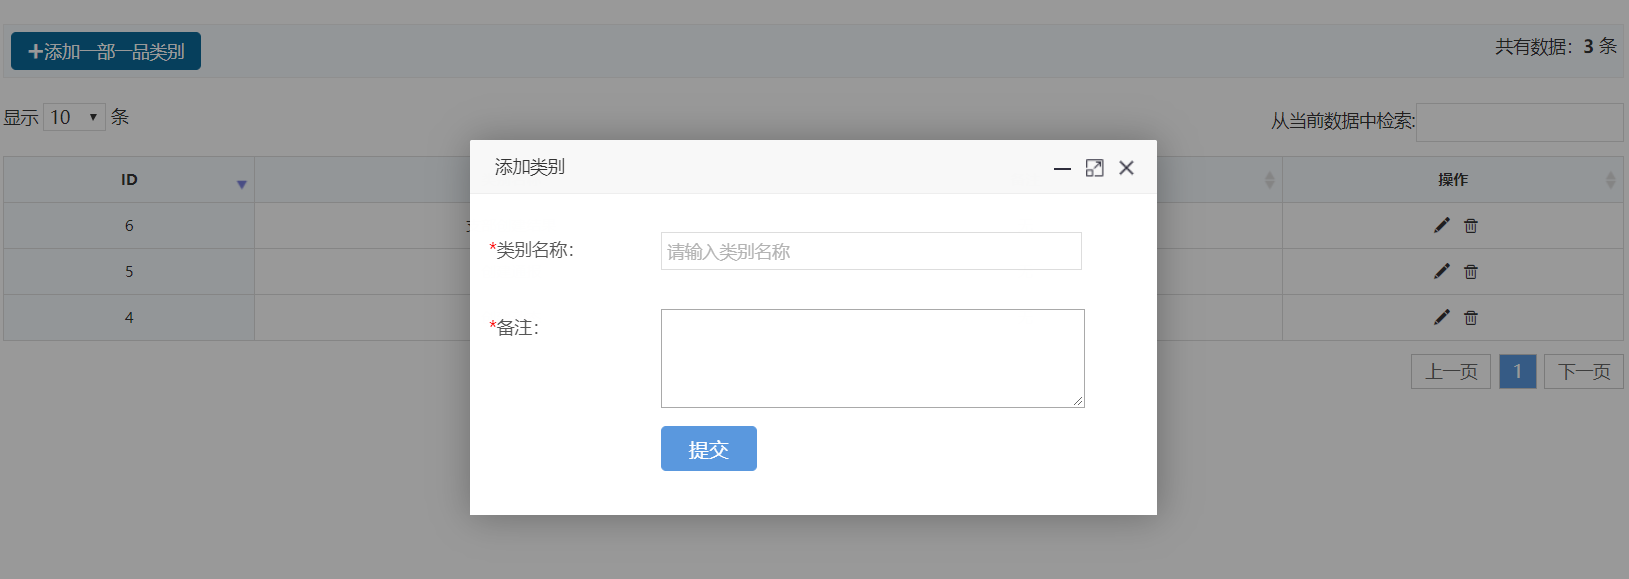 添加一部一品类别
共有数据：3 条
显示 10 条
从当前数据中检索:
添加类别
ID
操作
6
*类别名称：
请输入类别名称
5
4
*备注：
上一页 1 下一页
提交